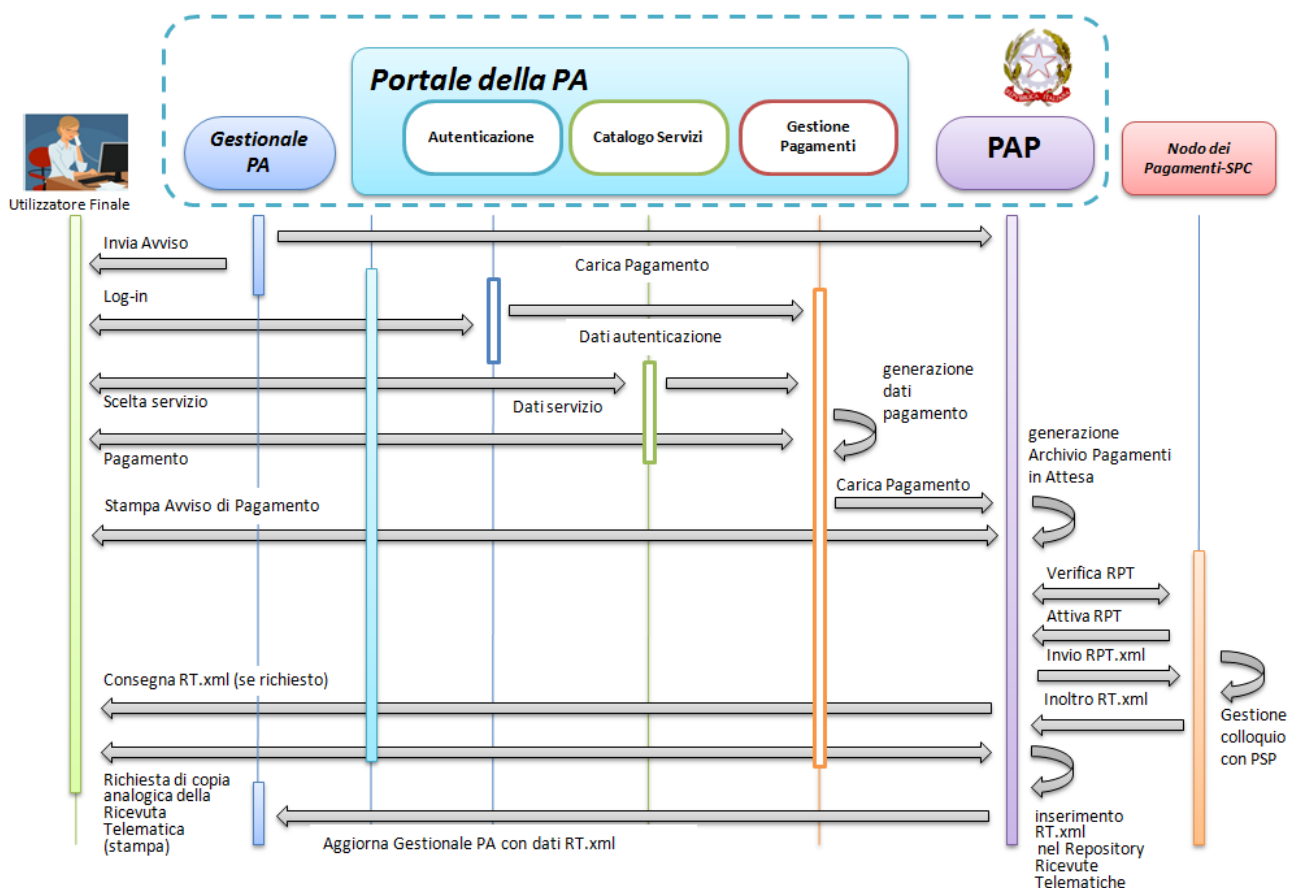 Portale della PA
Autenticazione
Catalogo Servizi
Gestione
Pagamenti
Gestionale
PA
PAP
Nodo dei
Pagamenti-SPC
Utilizzatore Finale
Invia Avviso
Carica Pagamento
Log-in
Dati autenticazione
Scelta servizio
Dati servizio
generazione
dati
pagamento
Pagamento
generazione
Archivio Pagamenti
in Attesa
Carica Pagamento
Stampa Avviso di Pagamento
Verifica RPT
Attiva RPT
Invio RPT.xml
Consegna RT.xml (se richiesto)
Inoltro RT.xml
Gestione
colloquio
con PSP
Richiesta di copia
analogica della
Ricevuta
Telematica
(stampa)
Aggiorna Gestionale PA con dati RT.xml
inserimento
RT.xml
nel Repository
Ricevute
Telematiche